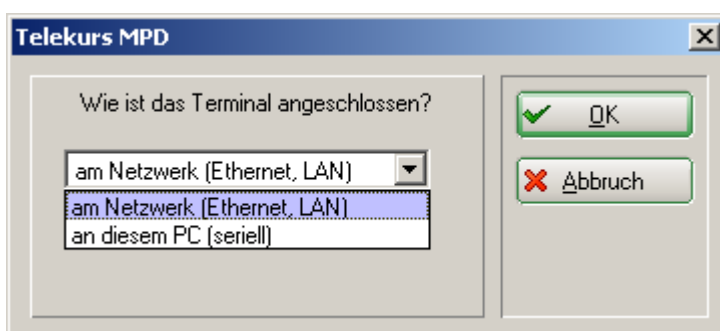 Telekurs MPD
Wie ist das Terminal angeschlossen?
am Netzwerk (Ethernet, LAN)
am Netzwerk (Ethernet, LAN)
an diesem PC (seriell)
OK
Abbruch